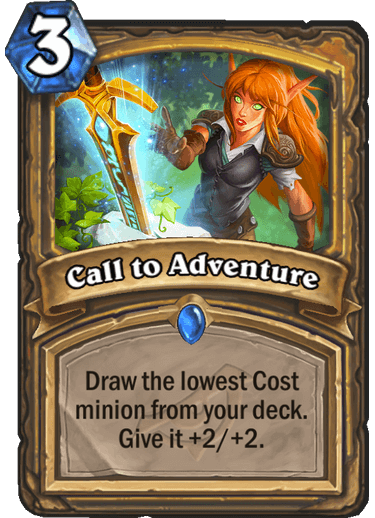 3
Call to Adventure
Draw the lowest Cost
minion from your deck.
Give it +2/+2.